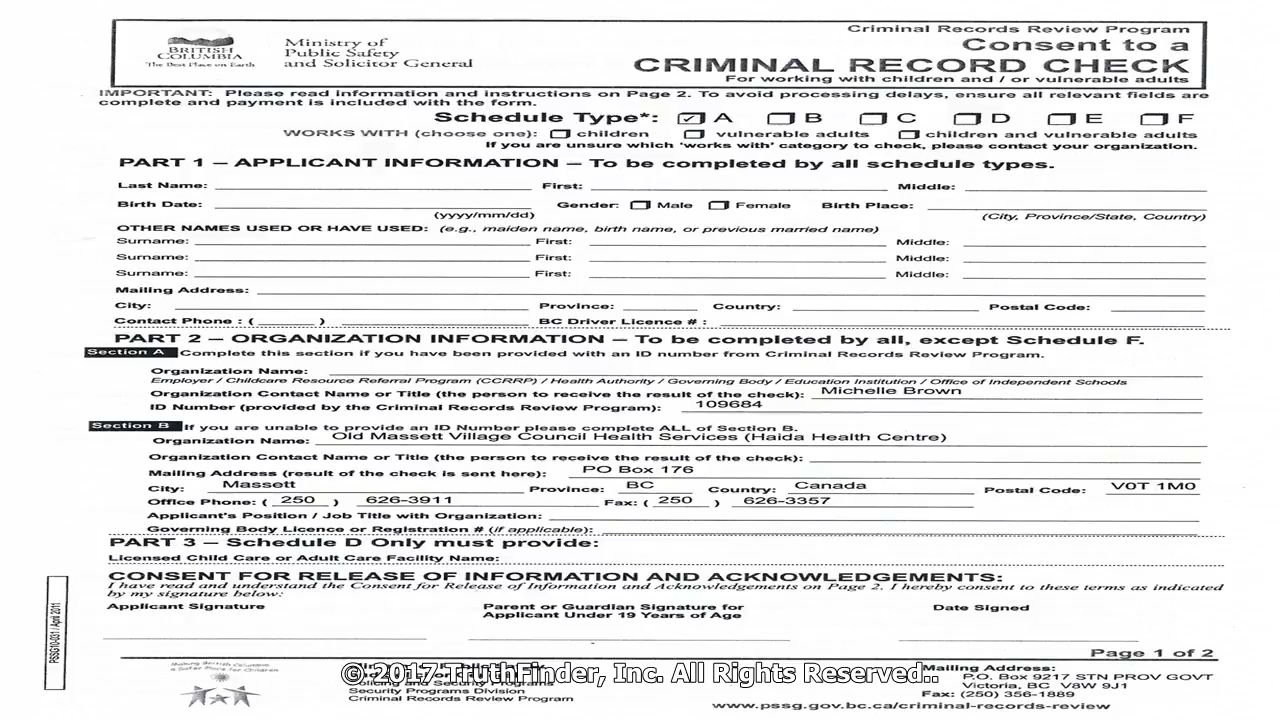 BRITISH
COLUMBIA
The Best Place on Earth
Ministry of
Public Safety
and Solicitor General
Criminal Records Review Program
Consent to a
CRIMINAL RECORD CHECK
For working with children and / or vulnerable adults
IMPORTANT: Please read information and instructions on Page 2. To avoid processing delays, ensure all relevant fields are
complete and payment is included with the form.
Schedule Type*: ✓ A B C D E F
WORKS WITH (choose one): children vulnerable adults children and vulnerable adults
If you are unsure which 'works with' category to check, please contact your organization.
PART 1 – APPLICANT INFORMATION – To be completed by all schedule types.
Last Name: First: Middle:
Birth Date: Gender: Male Female Birth Place:
(yyyy/mm/dd) (City, Province/State, Country)
OTHER NAMES USED OR HAVE USED: (e.g., maiden name, birth name, or previous married name)
Surname: First: Middle:
Surname: First: Middle:
Surname: First: Middle:
Mailing Address:
City: Province: Country: Postal Code:
Contact Phone : ( ) BC Driver Licence # :
PART 2 – ORGANIZATION INFORMATION – To be completed by all, except Schedule F.
Section A Complete this section if you have been provided with an ID number from Criminal Records Review Program.
Organization Name:
Employer / Childcare Resource Referral Program (CCRRP) / Health Authority / Governing Body / Education Institution / Office of Independent Schools
Organization Contact Name or Title (the person to receive the result of the check): Michelle Brown
ID Number (provided by the Criminal Records Review Program): 109684
Section B If you are unable to provide an ID Number please complete ALL of Section B.
Organization Name: Old Massett Village Council Health Services (Haida Health Centre)
Organization Contact Name or Title (the person to receive the result of the check):
Mailing Address (result of the check is sent here): PO Box 176
City: Massett Province: BC Country: Canada Postal Code: V0T 1M0
Office Phone: ( 250 ) 626-3911 Fax: ( 250 ) 626-3357
Applicant's Position / Job Title with Organization:
Governing Body Licence or Registration # (if applicable):
PART 3 – Schedule D Only must provide:
Licensed Child Care or Adult Care Facility Name:
CONSENT FOR RELEASE OF INFORMATION AND ACKNOWLEDGEMENTS:
I have read and understand the Consent for Release of Information and Acknowledgements on Page 2. I hereby consent to these terms as indicated
by my signature below:
Applicant Signature Parent or Guardian Signature for Date Signed
Applicant Under 19 Years of Age
PSSG10-031 / April 2011
Page 1 of 2
Making British Columbia
a Safer Place for Children
© 2017 TruthFinder, Inc. All Rights Reserved..
Policing and Security Programs
Security Programs Division
Criminal Records Review Program
Mailing Address:
P.O. Box 9217 STN PROV GOVT
Victoria, BC V8W 9J1
Fax: (250) 356-1889
www.pssg.gov.bc.ca/criminal-records-review